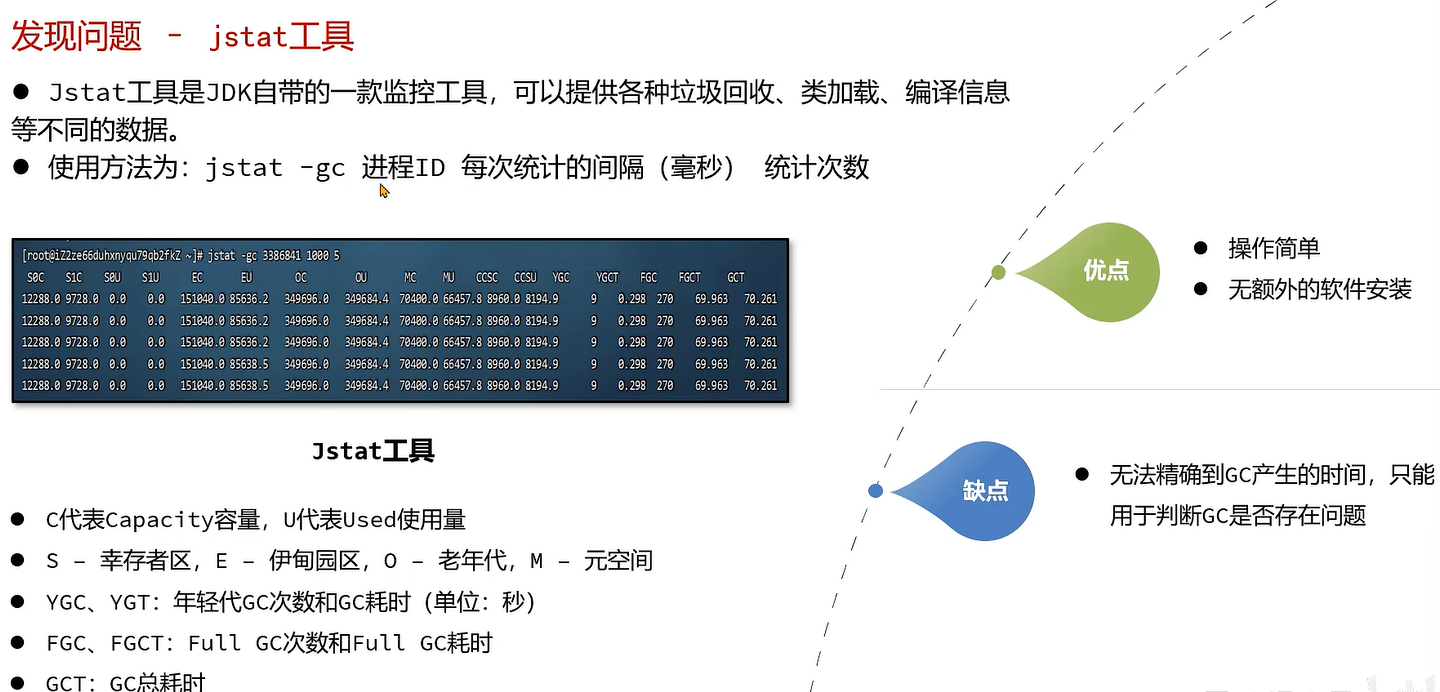 发现问题 - jstat工具
● Jstat工具是JDK自带的一款监控工具，可以提供各种垃圾回收、类加载、编译信息
等不同的数据。
● 使用方法为：jstat -gc 进程ID 每次统计的间隔（毫秒） 统计次数
[root@iZ2ze66duhxnyqu79qb2fkZ ~]# jstat -gc 3386841 1000 5
S0C S1C S0U S1U EC EU OC OU MC MU CCSC CCSU YGC YGCT FGC FGCT GCT
12288.0 9728.0 0.0 0.0 151040.0 85636.2 349696.0 349684.4 70400.0 66457.8 8960.0 8194.9 9 0.298 270 69.963 70.261
12288.0 9728.0 0.0 0.0 151040.0 85636.2 349696.0 349684.4 70400.0 66457.8 8960.0 8194.9 9 0.298 270 69.963 70.261
12288.0 9728.0 0.0 0.0 151040.0 85636.2 349696.0 349684.4 70400.0 66457.8 8960.0 8194.9 9 0.298 270 69.963 70.261
12288.0 9728.0 0.0 0.0 151040.0 85638.5 349696.0 349684.4 70400.0 66457.8 8960.0 8194.9 9 0.298 270 69.963 70.261
12288.0 9728.0 0.0 0.0 151040.0 85638.5 349696.0 349684.4 70400.0 66457.8 8960.0 8194.9 9 0.298 270 69.963 70.261
Jstat工具
● C代表Capacity容量，U代表Used使用量
● S – 幸存者区，E – 伊甸园区，O – 老年代，M – 元空间
● YGC、YGT：年轻代GC次数和GC耗时（单位：秒）
● FGC、FGCT：Full GC次数和Full GC耗时
● GCT：GC总耗时
优点
● 操作简单
● 无额外的软件安装
缺点
● 无法精确到GC产生的时间，只能
用于判断GC是否存在问题